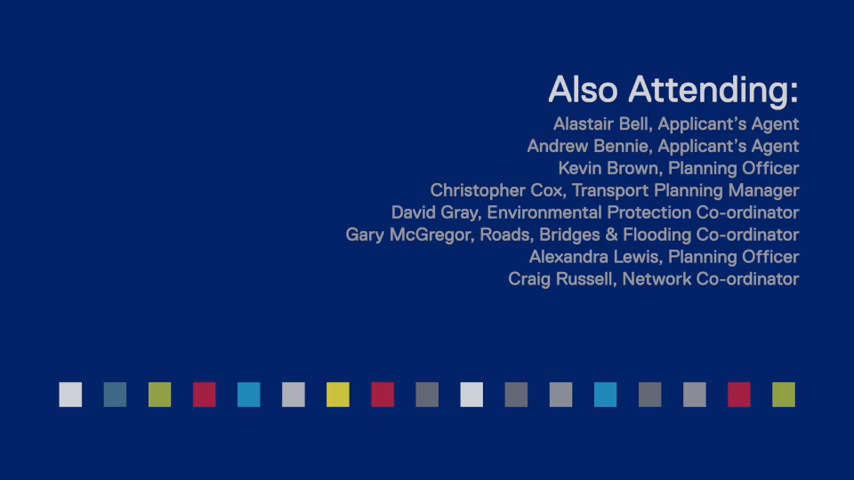 Also Attending:
Alastair Bell, Applicant's Agent
Andrew Bennie, Applicant's Agent
Kevin Brown, Planning Officer
Christopher Cox, Transport Planning Manager
David Gray, Environmental Protection Co-ordinator
Gary McGregor, Roads, Bridges & Flooding Co-ordinator
Alexandra Lewis, Planning Officer
Craig Russell, Network Co-ordinator